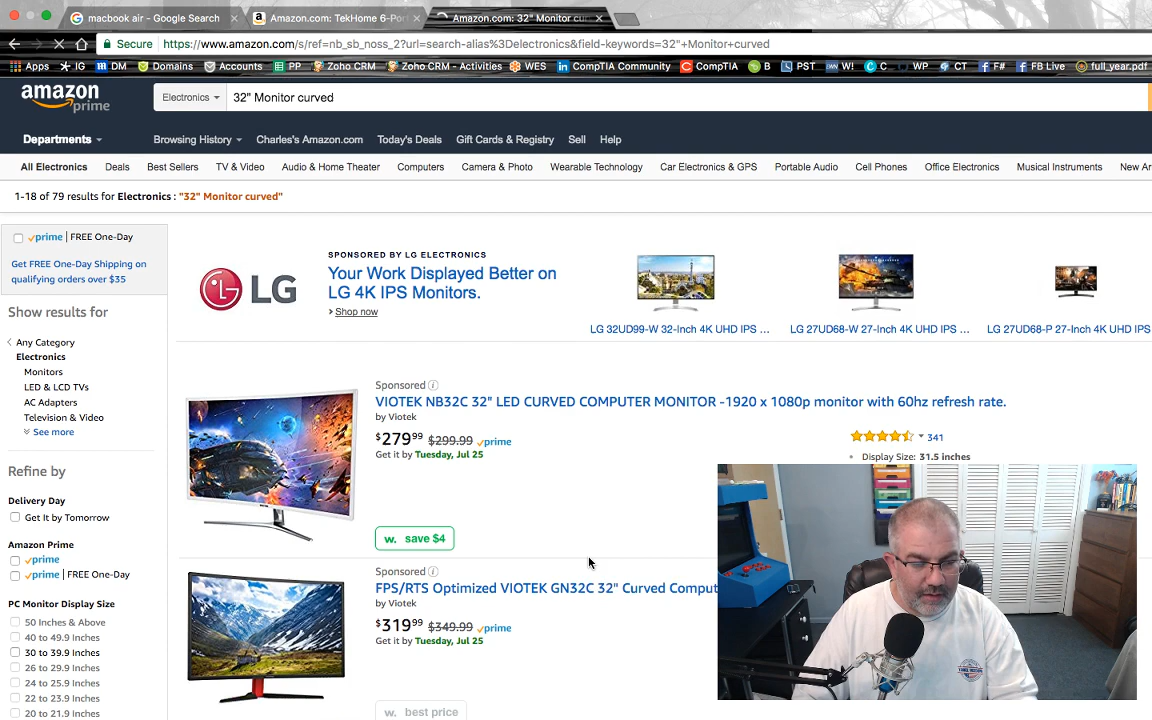 macbook air - Google Search
Amazon.com: TekHome 6-Port
Amazon.com: 32" Monitor cur
Secure https://www.amazon.com/s/ref=nb_sb_noss_2?url=search-alias%3Delectronics&field-keywords=32"+Monitor+curved
Apps IG DM Domains Accounts PP Zoho CRM Zoho CRM - Activities WES CompTIA Community CompTIA B PST W! C WP CT F# FB Live full_year.pdf
amazon prime
Electronics 32" Monitor curved
Departments Browsing History Charles's Amazon.com Today's Deals Gift Cards & Registry Sell Help
All Electronics Deals Best Sellers TV & Video Audio & Home Theater Computers Camera & Photo Wearable Technology Car Electronics & GPS Portable Audio Cell Phones Office Electronics Musical Instruments New Ar
1-18 of 79 results for Electronics : "32" Monitor curved"
prime | FREE One-Day
Get FREE One-Day Shipping on
qualifying orders over $35
Show results for
Any Category
Electronics
Monitors
LED & LCD TVs
AC Adapters
Television & Video
See more
Refine by
Delivery Day
Get It by Tomorrow
Amazon Prime
prime
prime | FREE One-Day
PC Monitor Display Size
50 Inches & Above
40 to 49.9 Inches
30 to 39.9 Inches
26 to 29.9 Inches
24 to 25.9 Inches
22 to 23.9 Inches
20 to 21.9 Inches
LG
SPONSORED BY LG ELECTRONICS
Your Work Displayed Better on
LG 4K IPS Monitors.
Shop now
LG 32UD99-W 32-Inch 4K UHD IPS ...
LG 27UD68-W 27-Inch 4K UHD IPS ...
LG 27UD68-P 27-Inch 4K UHD IPS
Sponsored
VIOTEK NB32C 32" LED CURVED COMPUTER MONITOR -1920 x 1080p monitor with 60hz refresh rate.
by Viotek
$279 99 $299.99 prime
Get it by Tuesday, Jul 25
341
Display Size: 31.5 inches
w. save $4
Sponsored
FPS/RTS Optimized VIOTEK GN32C 32" Curved Comput
by Viotek
$319 99 $349.99 prime
Get it by Tuesday, Jul 25
w. best price